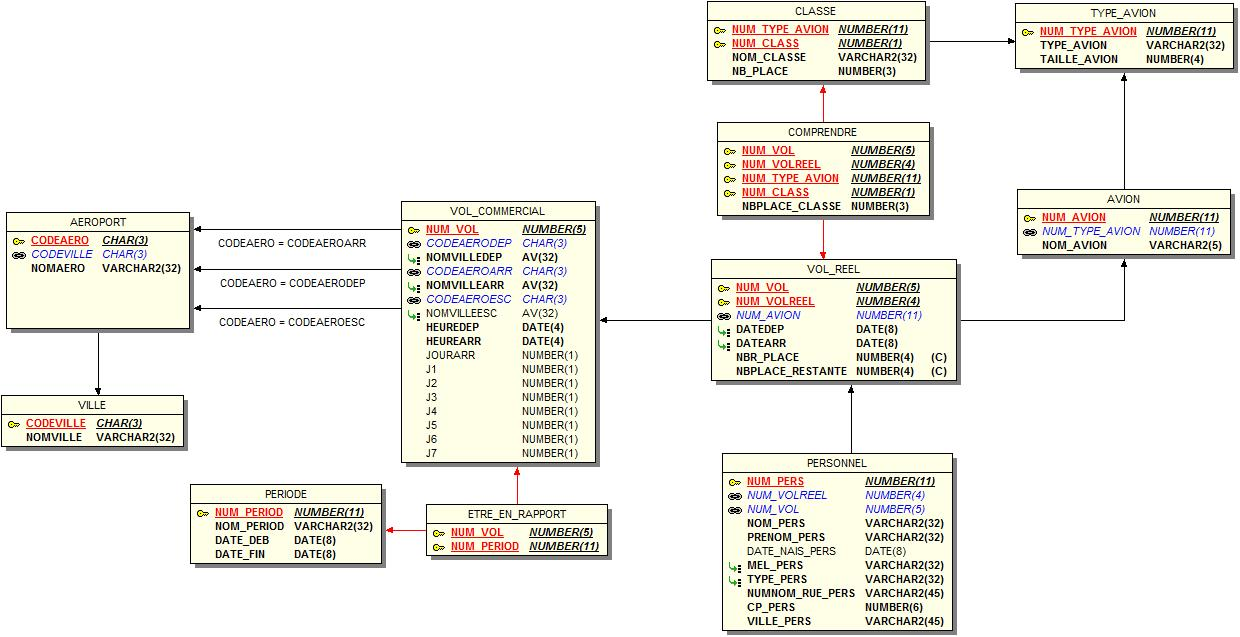 CLASSE
NUM_TYPE_AVION NUMBER(11)
NUM_CLASS NUMBER(1)
NOM_CLASSE VARCHAR2(32)
NB_PLACE NUMBER(3)
TYPE_AVION
NUM_TYPE_AVION NUMBER(11)
TYPE_AVION VARCHAR2(32)
TAILLE_AVION NUMBER(4)
COMPRENDRE
NUM_VOL NUMBER(5)
NUM_VOLREEL NUMBER(4)
NUM_TYPE_AVION NUMBER(11)
NUM_CLASS NUMBER(1)
NBPLACE_CLASSE NUMBER(3)
AVION
NUM_AVION NUMBER(11)
NUM_TYPE_AVION NUMBER(11)
NOM_AVION VARCHAR2(5)
AEROPORT
CODEAERO CHAR(3)
CODEVILLE CHAR(3)
NOMAERO VARCHAR2(32)
CODEAERO = CODEAEROARR
CODEAERO = CODEAERODEP
CODEAERO = CODEAEROESC
VOL_COMMERCIAL
NUM_VOL NUMBER(5)
CODEAERODEP CHAR(3)
NOMVILLEDEP AV(32)
CODEAEROARR CHAR(3)
NOMVILLEARR AV(32)
CODEAEROESC CHAR(3)
NOMVILLEESC AV(32)
HEUREDEP DATE(4)
HEUREARR DATE(4)
JOURARR NUMBER(1)
J1 NUMBER(1)
J2 NUMBER(1)
J3 NUMBER(1)
J4 NUMBER(1)
J5 NUMBER(1)
J6 NUMBER(1)
J7 NUMBER(1)
VOL_REEL
NUM_VOL NUMBER(5)
NUM_VOLREEL NUMBER(4)
NUM_AVION NUMBER(11)
DATEDEP DATE(8)
DATEARR DATE(8)
NBR_PLACE NUMBER(4) (C)
NBPLACE_RESTANTE NUMBER(4) (C)
VILLE
CODEVILLE CHAR(3)
NOMVILLE VARCHAR2(32)
PERIODE
NUM_PERIOD NUMBER(11)
NOM_PERIOD VARCHAR2(32)
DATE_DEB DATE(8)
DATE_FIN DATE(8)
ETRE_EN_RAPPORT
NUM_VOL NUMBER(5)
NUM_PERIOD NUMBER(11)
PERSONNEL
NUM_PERS NUMBER(11)
NUM_VOLREEL NUMBER(4)
NUM_VOL NUMBER(5)
NOM_PERS VARCHAR2(32)
PRENOM_PERS VARCHAR2(32)
DATE_NAIS_PERS DATE(8)
MEL_PERS VARCHAR2(32)
TYPE_PERS VARCHAR2(32)
NUMNOM_RUE_PERS VARCHAR2(45)
CP_PERS NUMBER(6)
VILLE_PERS VARCHAR2(45)